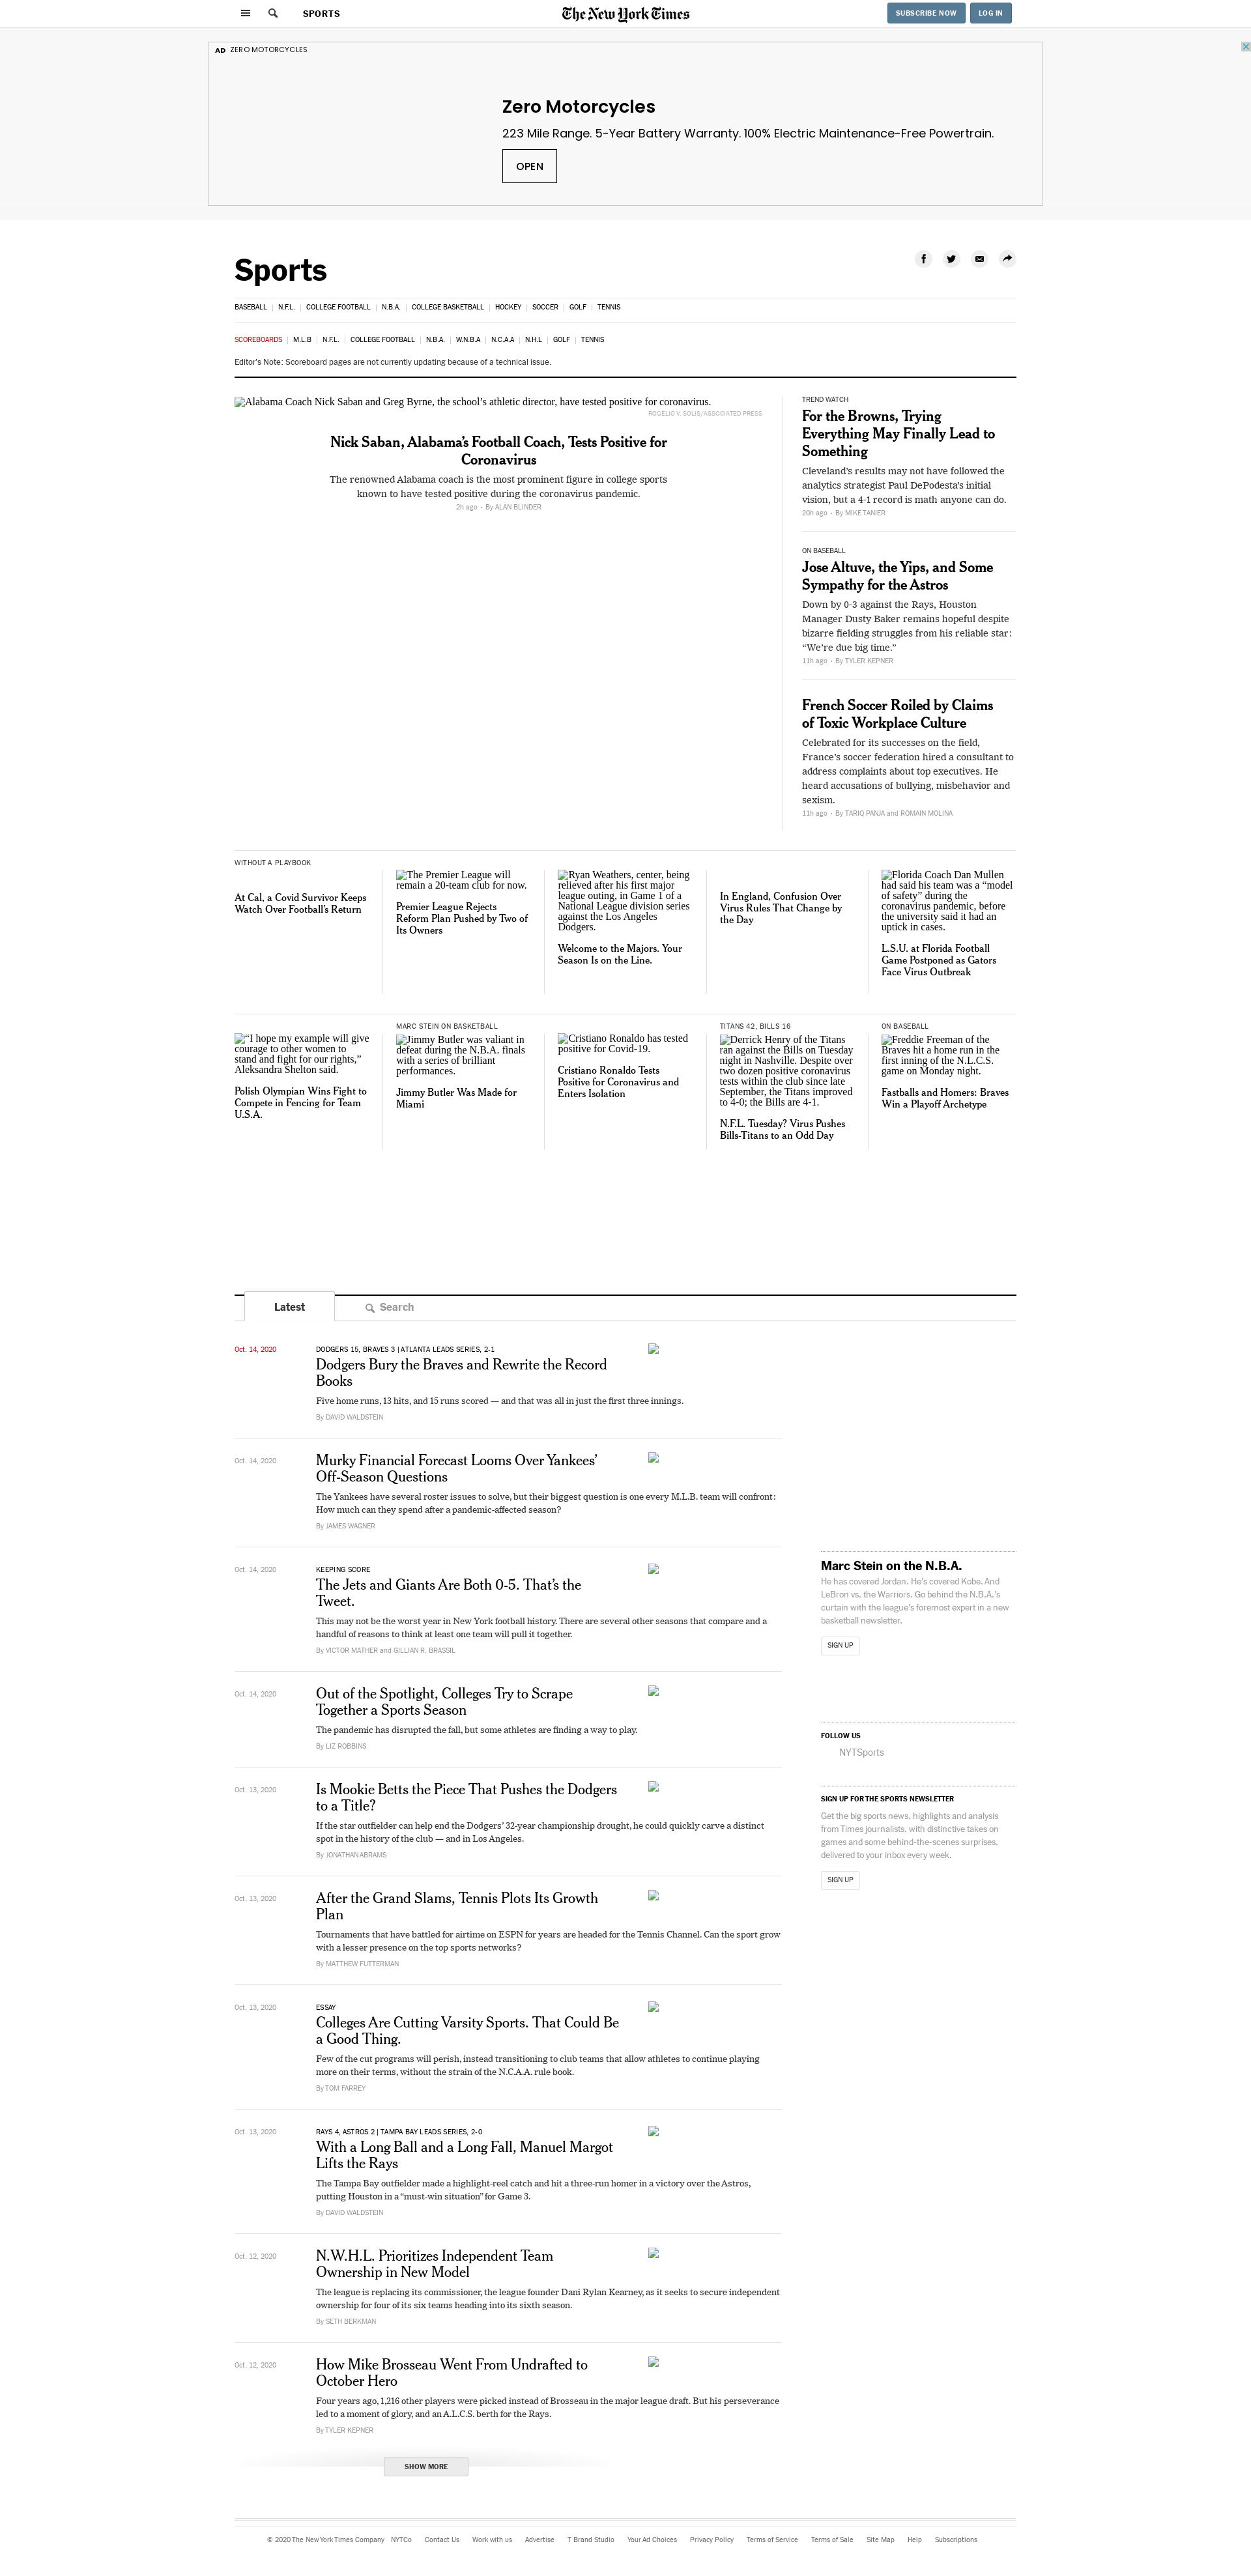 SPORTS
The New York Times
SUBSCRIBE NOW
LOG IN
AD ZERO MOTORCYCLES
Zero Motorcycles
223 Mile Range. 5-Year Battery Warranty. 100% Electric Maintenance-Free Powertrain.
OPEN
Sports
BASEBALL | N.F.L. | COLLEGE FOOTBALL | N.B.A. | COLLEGE BASKETBALL | HOCKEY | SOCCER | GOLF | TENNIS
SCOREBOARDS | M.L.B | N.F.L. | COLLEGE FOOTBALL | N.B.A. | W.N.B.A | N.C.A.A | N.H.L | GOLF | TENNIS
Editor's Note: Scoreboard pages are not currently updating because of a technical issue.
Alabama Coach Nick Saban and Greg Byrne, the school’s athletic director, have tested positive for coronavirus.
ROGELIO V. SOLIS/ASSOCIATED PRESS
Nick Saban, Alabama’s Football Coach, Tests Positive for
Coronavirus
The renowned Alabama coach is the most prominent figure in college sports
known to have tested positive during the coronavirus pandemic.
2h ago • By ALAN BLINDER
TREND WATCH
For the Browns, Trying
Everything May Finally Lead to
Something
Cleveland’s results may not have followed the
analytics strategist Paul DePodesta’s initial
vision, but a 4-1 record is math anyone can do.
20h ago • By MIKE TANIER
ON BASEBALL
Jose Altuve, the Yips, and Some
Sympathy for the Astros
Down by 0-3 against the Rays, Houston
Manager Dusty Baker remains hopeful despite
bizarre fielding struggles from his reliable star:
“We’re due big time.”
11h ago • By TYLER KEPNER
French Soccer Roiled by Claims
of Toxic Workplace Culture
Celebrated for its successes on the field,
France’s soccer federation hired a consultant to
address complaints about top executives. He
heard accusations of bullying, misbehavior and
sexism.
11h ago • By TARIQ PANJA and ROMAIN MOLINA
WITHOUT A PLAYBOOK
At Cal, a Covid Survivor Keeps
Watch Over Football’s Return
The Premier League will
remain a 20-team club for now.
Premier League Rejects
Reform Plan Pushed by Two of
Its Owners
Ryan Weathers, center, being
relieved after his first major
league outing, in Game 1 of a
National League division series
against the Los Angeles
Dodgers.
Welcome to the Majors. Your
Season Is on the Line.
In England, Confusion Over
Virus Rules That Change by
the Day
Florida Coach Dan Mullen
had said his team was a “model
of safety” during the
coronavirus pandemic, before
the university said it had an
uptick in cases.
L.S.U. at Florida Football
Game Postponed as Gators
Face Virus Outbreak
“I hope my example will give
courage to other women to
stand and fight for our rights,”
Aleksandra Shelton said.
Polish Olympian Wins Fight to
Compete in Fencing for Team
U.S.A.
MARC STEIN ON BASKETBALL
Jimmy Butler was valiant in
defeat during the N.B.A. finals
with a series of brilliant
performances.
Jimmy Butler Was Made for
Miami
Cristiano Ronaldo has tested
positive for Covid-19.
Cristiano Ronaldo Tests
Positive for Coronavirus and
Enters Isolation
TITANS 42, BILLS 16
Derrick Henry of the Titans
ran against the Bills on Tuesday
night in Nashville. Despite over
two dozen positive coronavirus
tests within the club since late
September, the Titans improved
to 4-0; the Bills are 4-1.
N.F.L. Tuesday? Virus Pushes
Bills-Titans to an Odd Day
ON BASEBALL
Freddie Freeman of the
Braves hit a home run in the
first inning of the N.L.C.S.
game on Monday night.
Fastballs and Homers: Braves
Win a Playoff Archetype
Latest
Search
Oct. 14, 2020
DODGERS 15, BRAVES 3 | ATLANTA LEADS SERIES, 2-1
Dodgers Bury the Braves and Rewrite the Record
Books
Five home runs, 13 hits, and 15 runs scored — and that was all in just the first three innings.
By DAVID WALDSTEIN
Oct. 14, 2020
Murky Financial Forecast Looms Over Yankees’
Off-Season Questions
The Yankees have several roster issues to solve, but their biggest question is one every M.L.B. team will confront:
How much can they spend after a pandemic-affected season?
By JAMES WAGNER
Oct. 14, 2020
KEEPING SCORE
The Jets and Giants Are Both 0-5. That’s the
Tweet.
This may not be the worst year in New York football history. There are several other seasons that compare and a
handful of reasons to think at least one team will pull it together.
By VICTOR MATHER and GILLIAN R. BRASSIL
Oct. 14, 2020
Out of the Spotlight, Colleges Try to Scrape
Together a Sports Season
The pandemic has disrupted the fall, but some athletes are finding a way to play.
By LIZ ROBBINS
Oct. 13, 2020
Is Mookie Betts the Piece That Pushes the Dodgers
to a Title?
If the star outfielder can help end the Dodgers’ 32-year championship drought, he could quickly carve a distinct
spot in the history of the club — and in Los Angeles.
By JONATHAN ABRAMS
Oct. 13, 2020
After the Grand Slams, Tennis Plots Its Growth
Plan
Tournaments that have battled for airtime on ESPN for years are headed for the Tennis Channel. Can the sport grow
with a lesser presence on the top sports networks?
By MATTHEW FUTTERMAN
Oct. 13, 2020
ESSAY
Colleges Are Cutting Varsity Sports. That Could Be
a Good Thing.
Few of the cut programs will perish, instead transitioning to club teams that allow athletes to continue playing
more on their terms, without the strain of the N.C.A.A. rule book.
By TOM FARREY
Oct. 13, 2020
RAYS 4, ASTROS 2 | TAMPA BAY LEADS SERIES, 2-0
With a Long Ball and a Long Fall, Manuel Margot
Lifts the Rays
The Tampa Bay outfielder made a highlight-reel catch and hit a three-run homer in a victory over the Astros,
putting Houston in a “must-win situation” for Game 3.
By DAVID WALDSTEIN
Oct. 12, 2020
N.W.H.L. Prioritizes Independent Team
Ownership in New Model
The league is replacing its commissioner, the league founder Dani Rylan Kearney, as it seeks to secure independent
ownership for four of its six teams heading into its sixth season.
By SETH BERKMAN
Oct. 12, 2020
How Mike Brosseau Went From Undrafted to
October Hero
Four years ago, 1,216 other players were picked instead of Brosseau in the major league draft. But his perseverance
led to a moment of glory, and an A.L.C.S. berth for the Rays.
By TYLER KEPNER
SHOW MORE
Marc Stein on the N.B.A.
He has covered Jordan. He’s covered Kobe. And
LeBron vs. the Warriors. Go behind the N.B.A.’s
curtain with the league’s foremost expert in a new
basketball newsletter.
SIGN UP
FOLLOW US
NYTSports
SIGN UP FOR THE SPORTS NEWSLETTER
Get the big sports news, highlights and analysis
from Times journalists, with distinctive takes on
games and some behind-the-scenes surprises,
delivered to your inbox every week.
SIGN UP
© 2020 The New York Times Company NYTCo Contact Us Work with us Advertise T Brand Studio Your Ad Choices Privacy Policy Terms of Service Terms of Sale Site Map Help Subscriptions